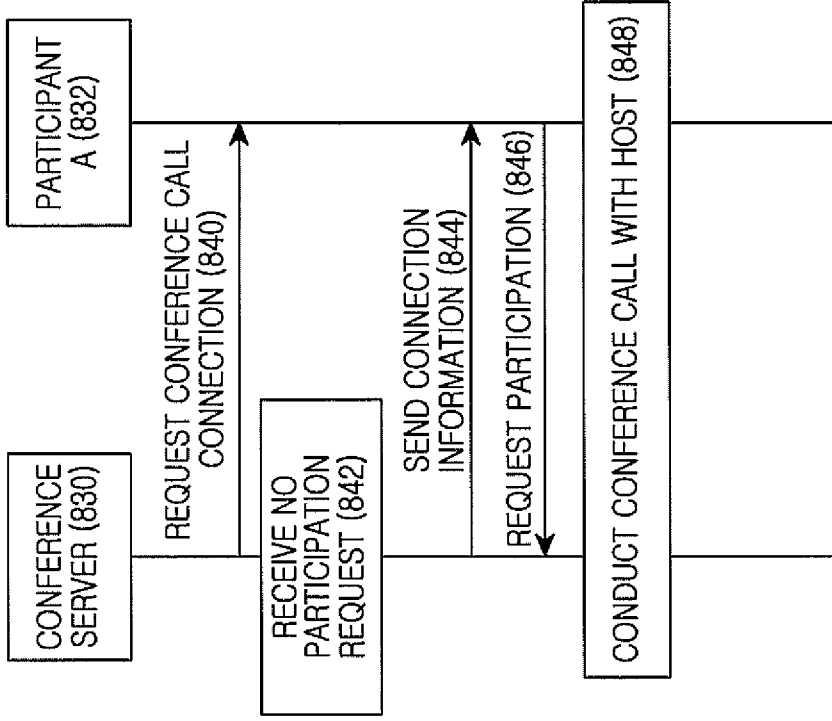 CONFERENCE
SERVER (830)
PARTICIPANT
A (832)
REQUEST CONFERENCE CALL
CONNECTION (840)
RECEIVE NO
PARTICIPATION
REQUEST (842)
SEND CONNECTION
INFORMATION (844)
REQUEST PARTICIPATION (846)
CONDUCT CONFERENCE CALL WITH HOST (848)